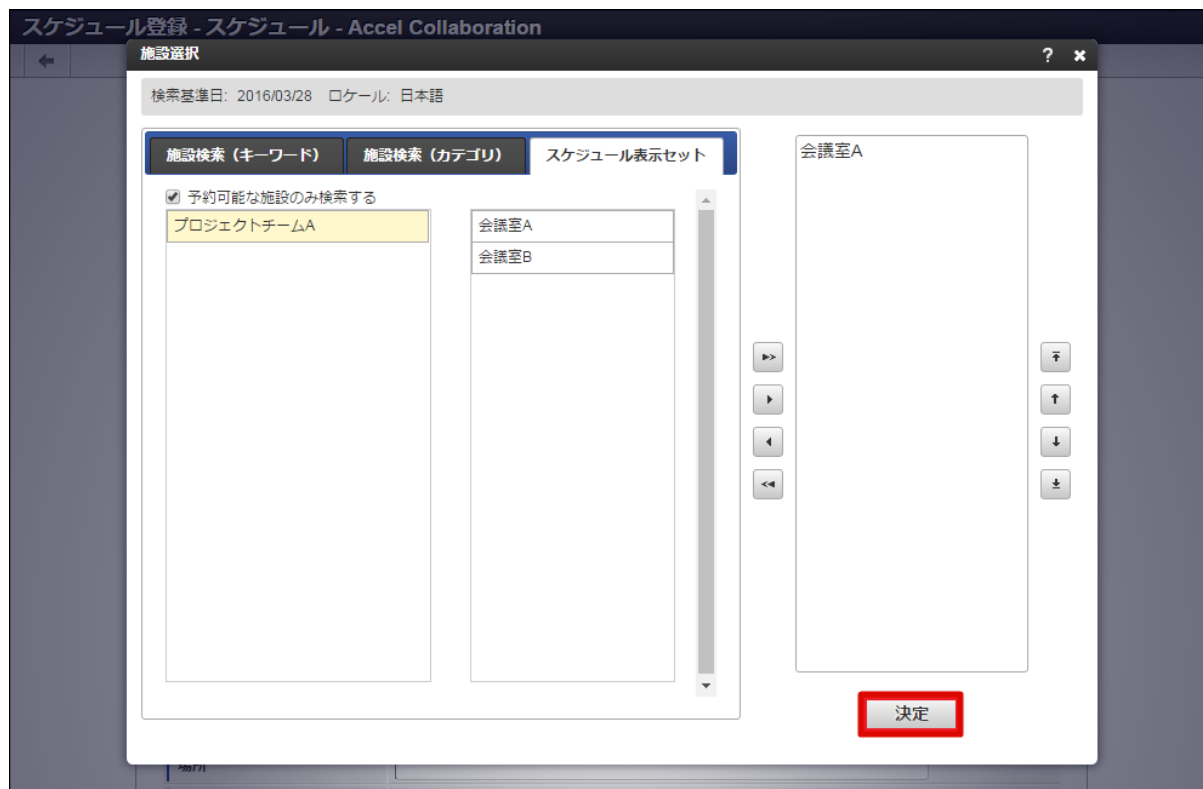 スケジュール登録 - スケジュール - Accel Collaboration
施設選択
?
検索基準日: 2016/03/28 ロケール: 日本語
施設検索（キーワード） 施設検索（カテゴリ） スケジュール表示セット
予約可能な施設のみ検索する
プロジェクトチームA
会議室A
会議室B
会議室A
決定
場所